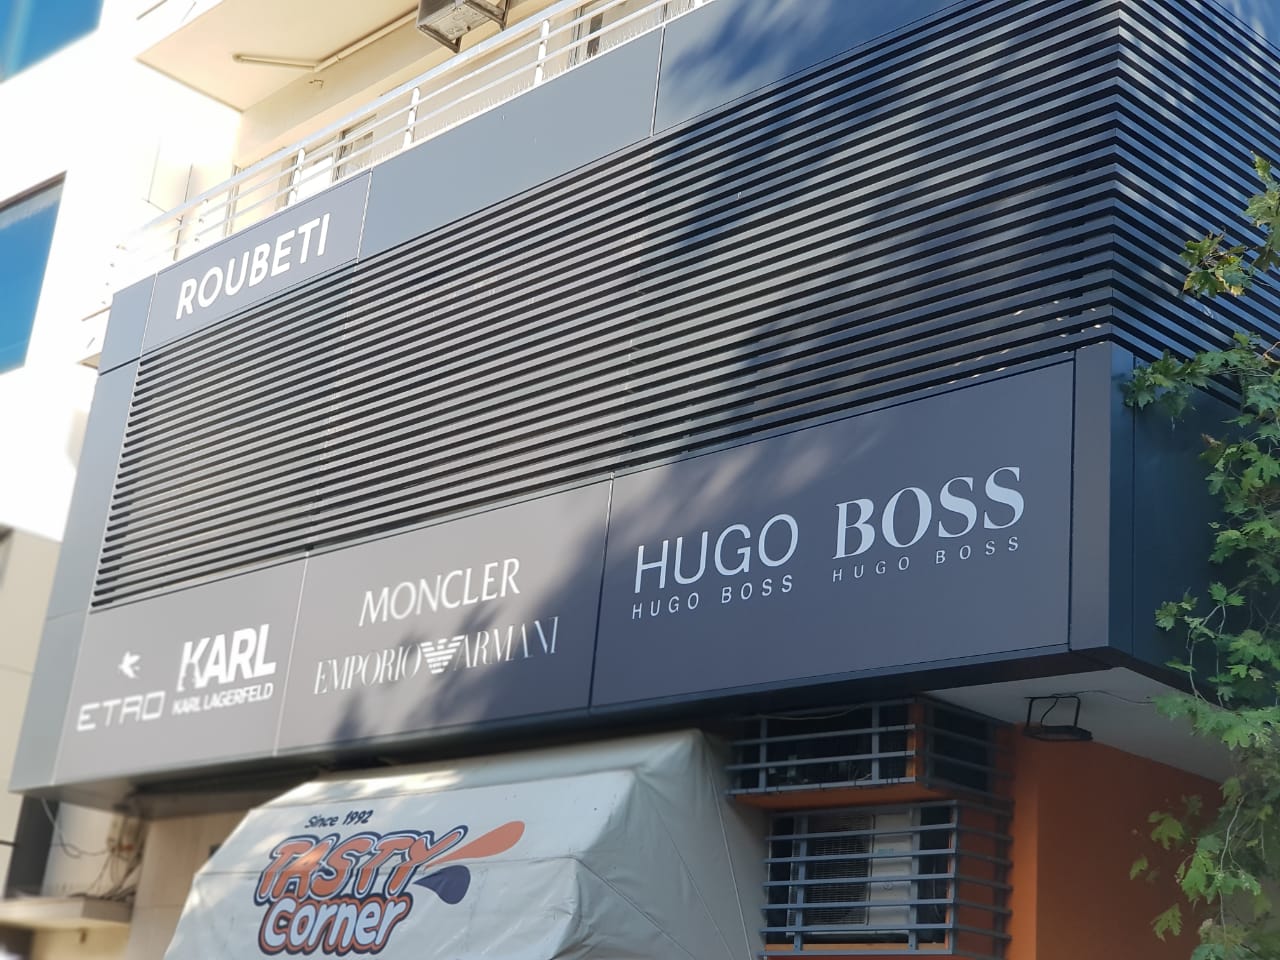 ROUBETI
ETRO
KARL
KARL LAGERFELD
MONCLER
EMPORIO ARMANI
HUGO
HUGO BOSS
BOSS
HUGO BOSS
Since 1992
TASTY
corner